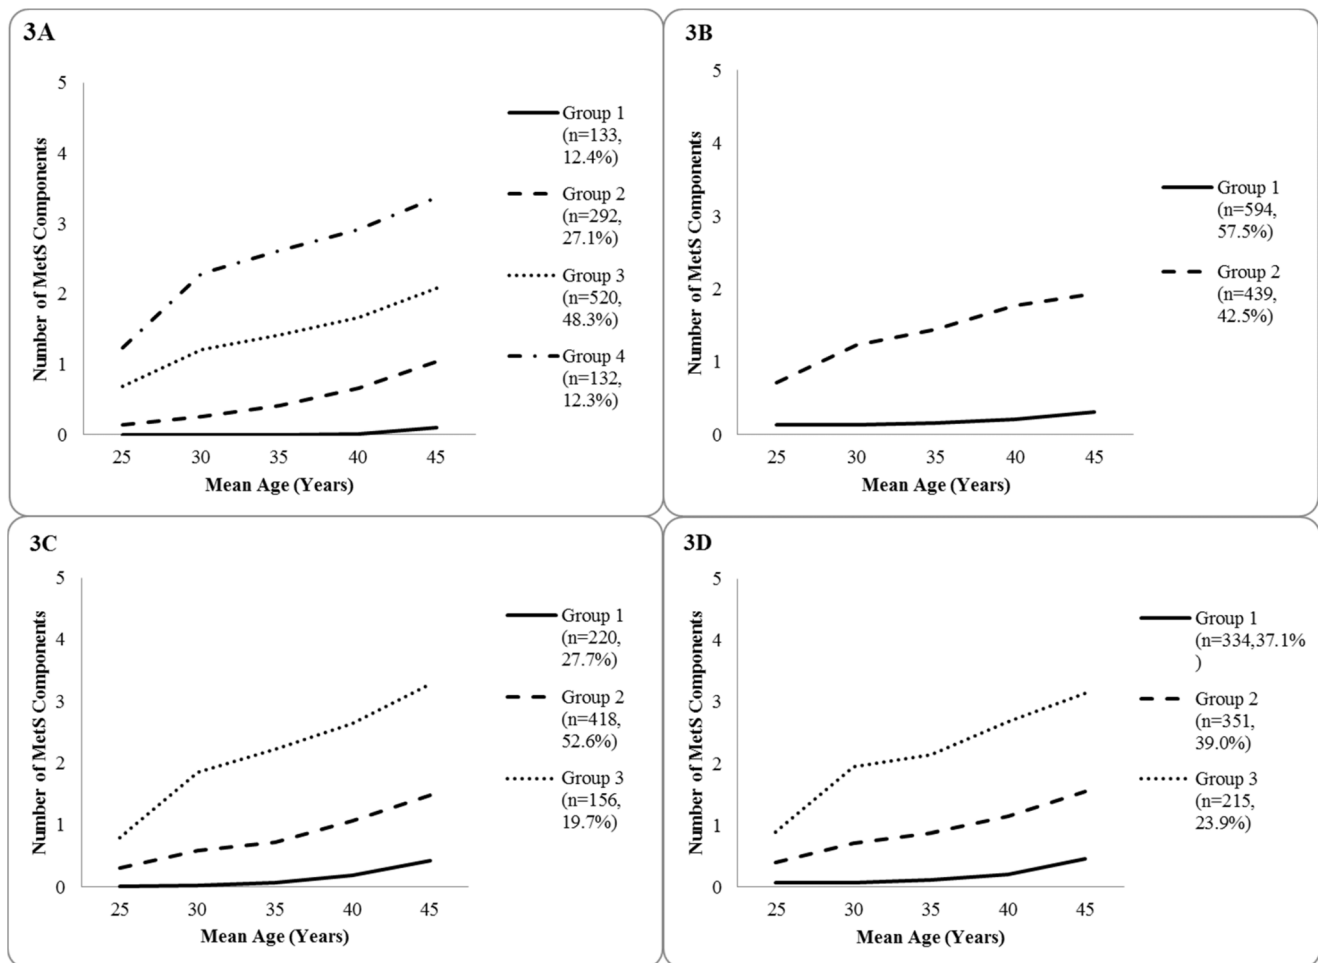 3A
Number of MetS Components
5
4
3
2
1
0
25 30 35 40 45
Mean Age (Years)
Group 1
(n=133,
12.4%)
Group 2
(n=292,
27.1%)
Group 3
(n=520,
48.3%)
Group 4
(n=132,
12.3%)
3B
Number of MetS Components
5
4
3
2
1
0
25 30 35 40 45
Mean Age (Years)
Group 1
(n=594,
57.5%)
Group 2
(n=439,
42.5%)
3C
Number of MetS Components
5
4
3
2
1
0
25 30 35 40 45
Mean Age (Years)
Group 1
(n=220,
27.7%)
Group 2
(n=418,
52.6%)
Group 3
(n=156,
19.7%)
3D
Number of MetS Components
5
4
3
2
1
0
25 30 35 40 45
Mean Age (Years)
Group 1
(n=334,37.1%
)
Group 2
(n=351,
39.0%)
Group 3
(n=215,
23.9%)